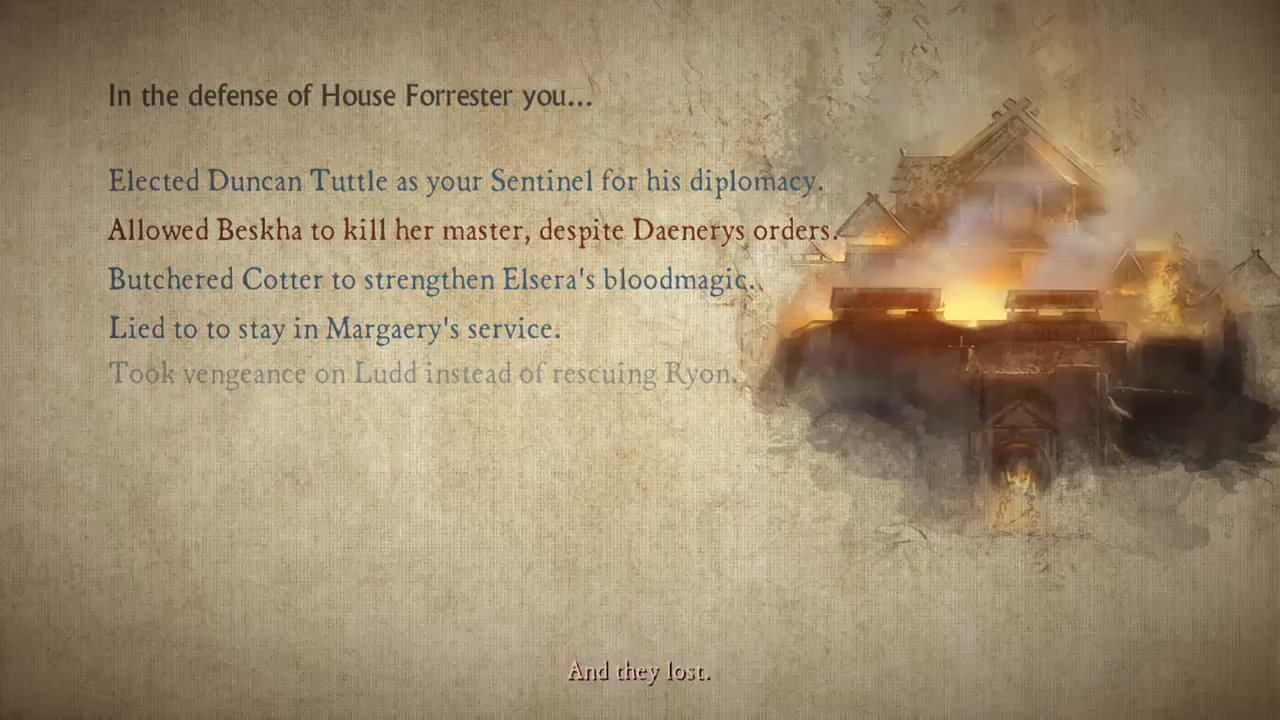 In the defense of House Forrester you...
Elected Duncan Tuttle as your Sentinel for his diplomacy.
Allowed Beskha to kill her master, despite Daenerys orders.
Butchered Cotter to strengthen Elsera's bloodmagic.
Lied to to stay in Margaery's service.
Took vengeance on Ludd instead of rescuing Ryon.
And they lost.